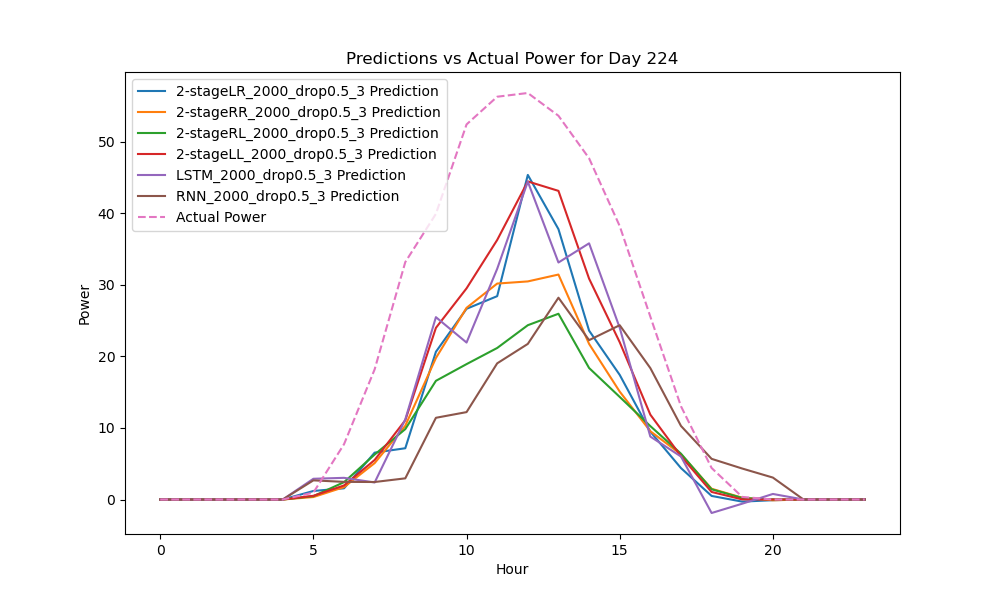 Predictions vs Actual Power for Day 224
2-stageLR_2000_drop0.5_3 Prediction
2-stageRR_2000_drop0.5_3 Prediction
2-stageRL_2000_drop0.5_3 Prediction
2-stageLL_2000_drop0.5_3 Prediction
LSTM_2000_drop0.5_3 Prediction
RNN_2000_drop0.5_3 Prediction
Actual Power
Power
50
40
30
20
10
0
0 5 10 15 20
Hour